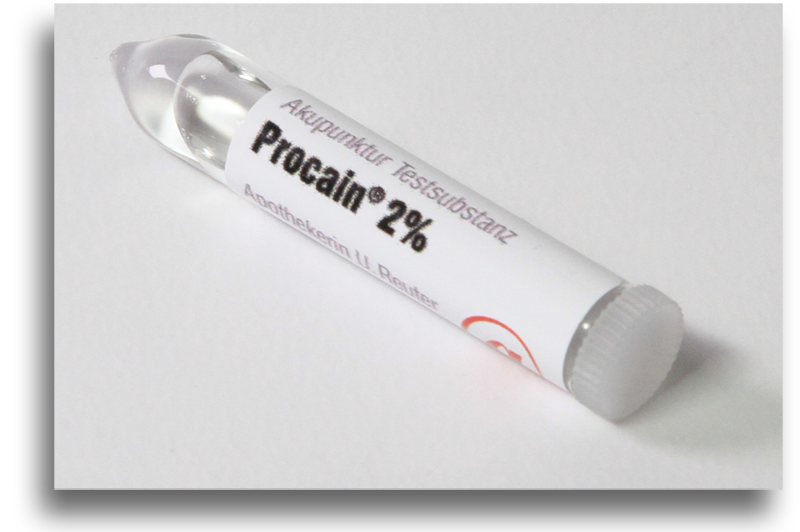 Akupunktur Testsubstanz
Procain® 2%
Apothekerin U. Reuter